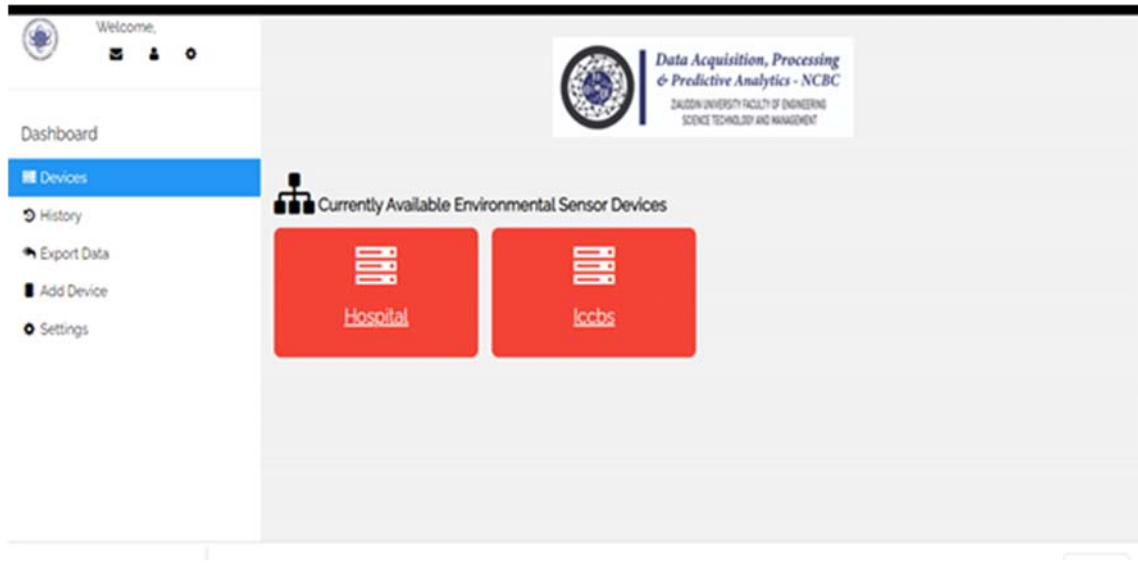 Welcome,
Dashboard
Devices
History
Export Data
Add Device
Settings
Data Acquisition, Processing
& Predictive Analytics - NCBC
ZIAUDDIN UNIVERSITY FACULTY OF ENGINEERING
SCIENCE TECHNOLOGY AND MANAGEMENT
Currently Available Environmental Sensor Devices
Hospital
Iccbs